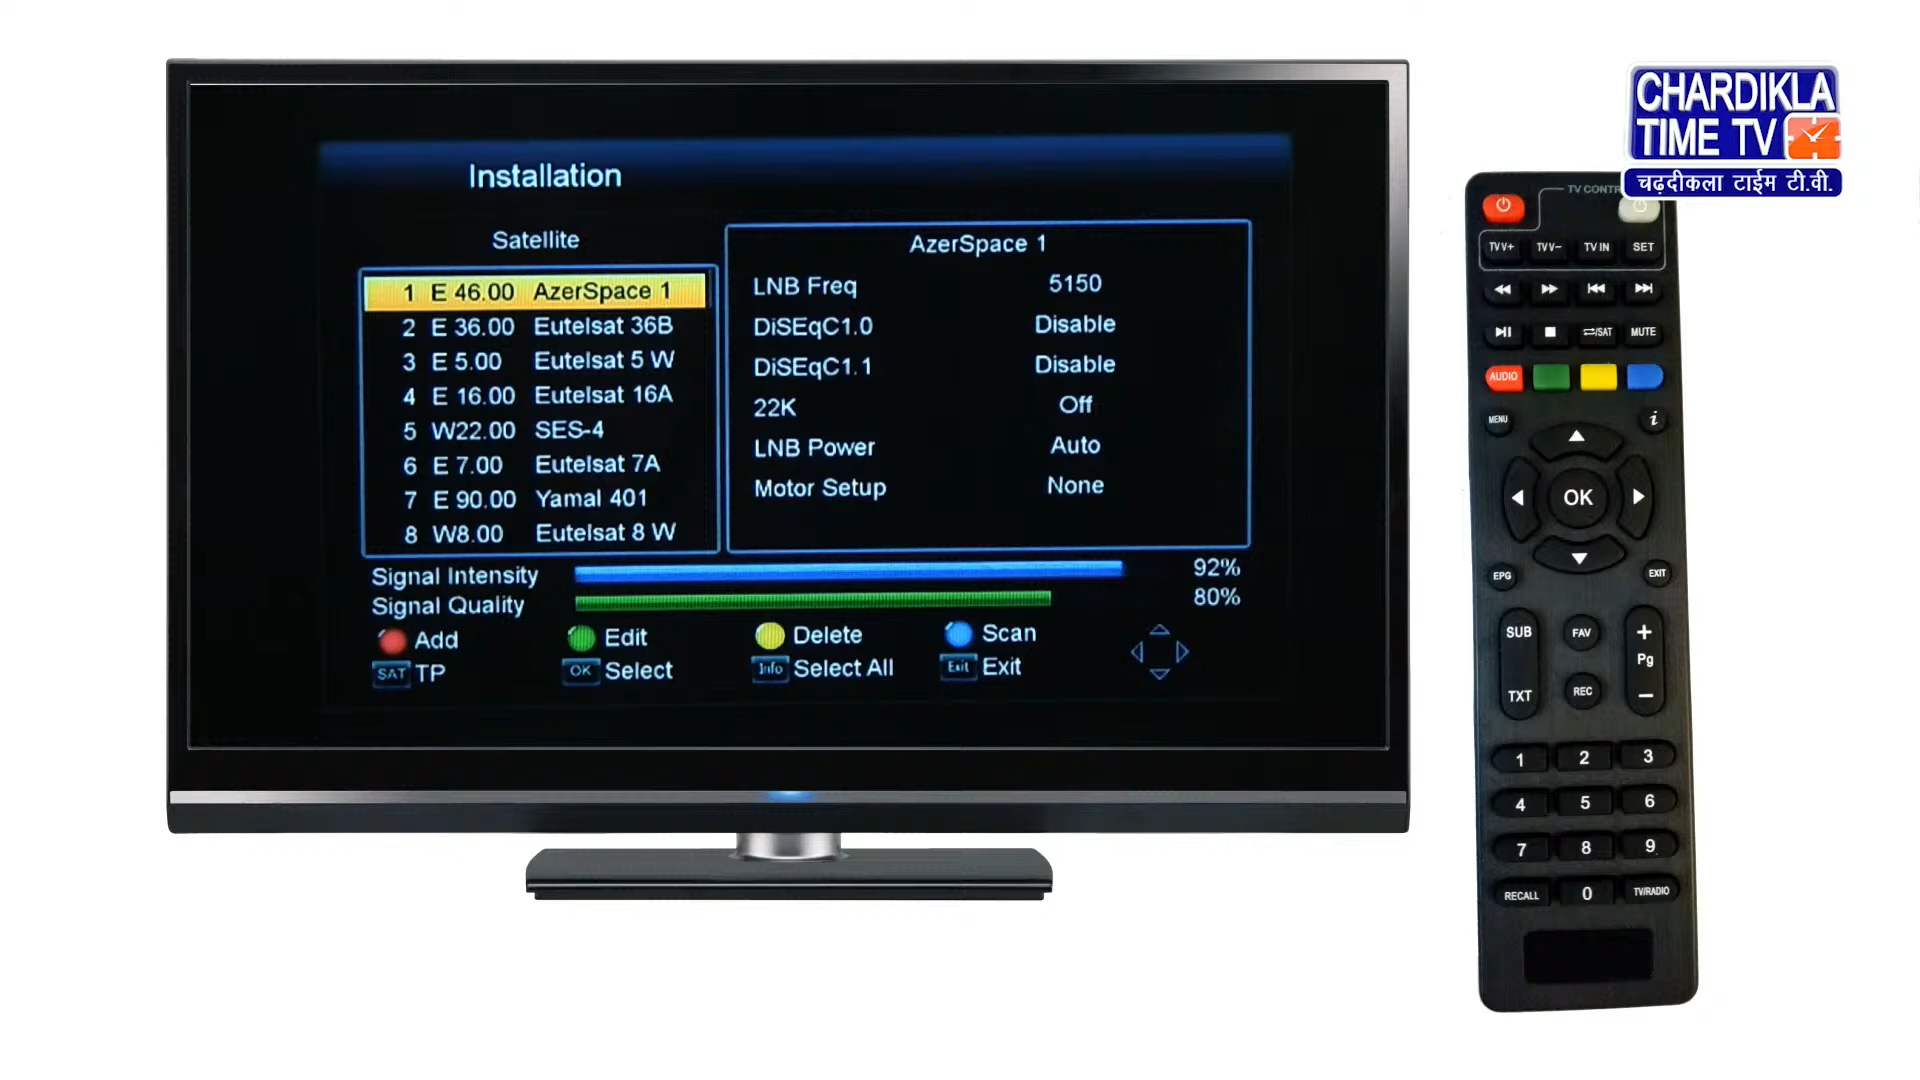 CHARDIKLA
TIME TV
चढ़दीकला टाईम टी.वी.
Installation
Satellite
1 E 46.00 AzerSpace 1
2 E 36.00 Eutelsat 36B
3 E 5.00 Eutelsat 5 W
4 E 16.00 Eutelsat 16A
5 W22.00 SES-4
6 E 7.00 Eutelsat 7A
7 E 90.00 Yamal 401
8 W8.00 Eutelsat 8 W
AzerSpace 1
LNB Freq 5150
DiSEqC1.0 Disable
DiSEqC1.1 Disable
22K Off
LNB Power Auto
Motor Setup None
Signal Intensity 92%
Signal Quality 80%
Add Edit Delete Scan
SAT TP OK Select Info Select All Exit Exit
TV
TV V+ TV V- TV IN SET
/SAT MUTE
AUDIO
MENU i
OK
EPG EXIT
SUB FAV +
Pg
TXT REC −
1 2 3
4 5 6
7 8 9
RECALL 0 TV/RADIO